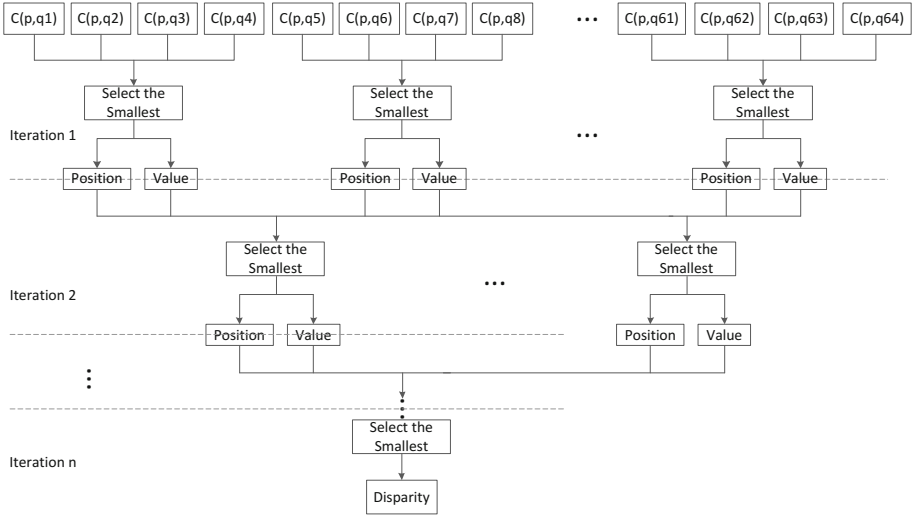 C(p,q1) C(p,q2) C(p,q3) C(p,q4) C(p,q5) C(p,q6) C(p,q7) C(p,q8) ... C(p,q61) C(p,q62) C(p,q63) C(p,q64)
Select the
Smallest
Select the
Smallest
Select the
Smallest
Iteration 1
...
Position Value Position Value Position Value
Select the
Smallest
Select the
Smallest
Iteration 2
...
Position Value Position Value
Select the
Smallest
Iteration n
Disparity